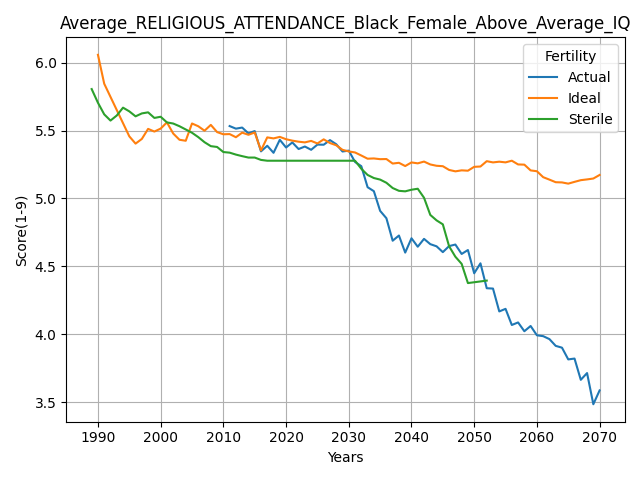 Average_RELIGIOUS_ATTENDANCE_Black_Female_Above_Average_IQ
Fertility
Actual
Ideal
Sterile
Score(1-9)
6.0
5.5
5.0
4.5
4.0
3.5
1990 2000 2010 2020 2030 2040 2050 2060 2070
Years